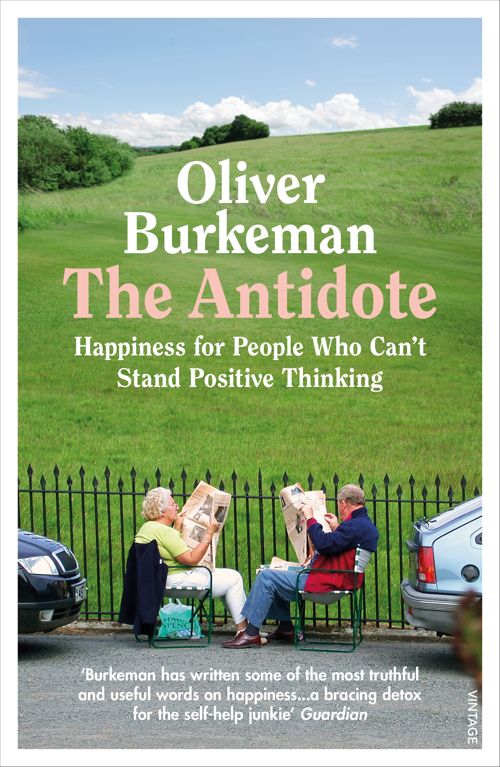 Oliver
Burkeman
The Antidote
Happiness for People Who Can't
Stand Positive Thinking
'Burkeman has written some of the most truthful
and useful words on happiness...a bracing detox
for the self-help junkie' Guardian
VINTAGE